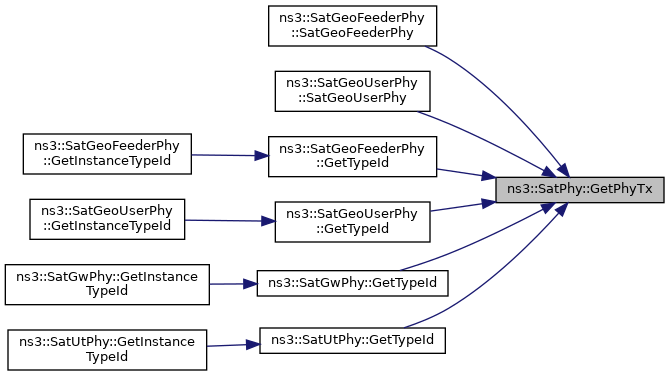 ns3::SatGeoFeederPhy
::SatGeoFeederPhy
ns3::SatGeoUserPhy
::SatGeoUserPhy
ns3::SatGeoFeederPhy
::GetInstanceTypeId
ns3::SatGeoFeederPhy
::GetTypeId
ns3::SatPhy::GetPhyTx
ns3::SatGeoUserPhy
::GetInstanceTypeId
ns3::SatGeoUserPhy
::GetTypeId
ns3::SatGwPhy::GetInstance
TypeId
ns3::SatGwPhy::GetTypeId
ns3::SatUtPhy::GetInstance
TypeId
ns3::SatUtPhy::GetTypeId